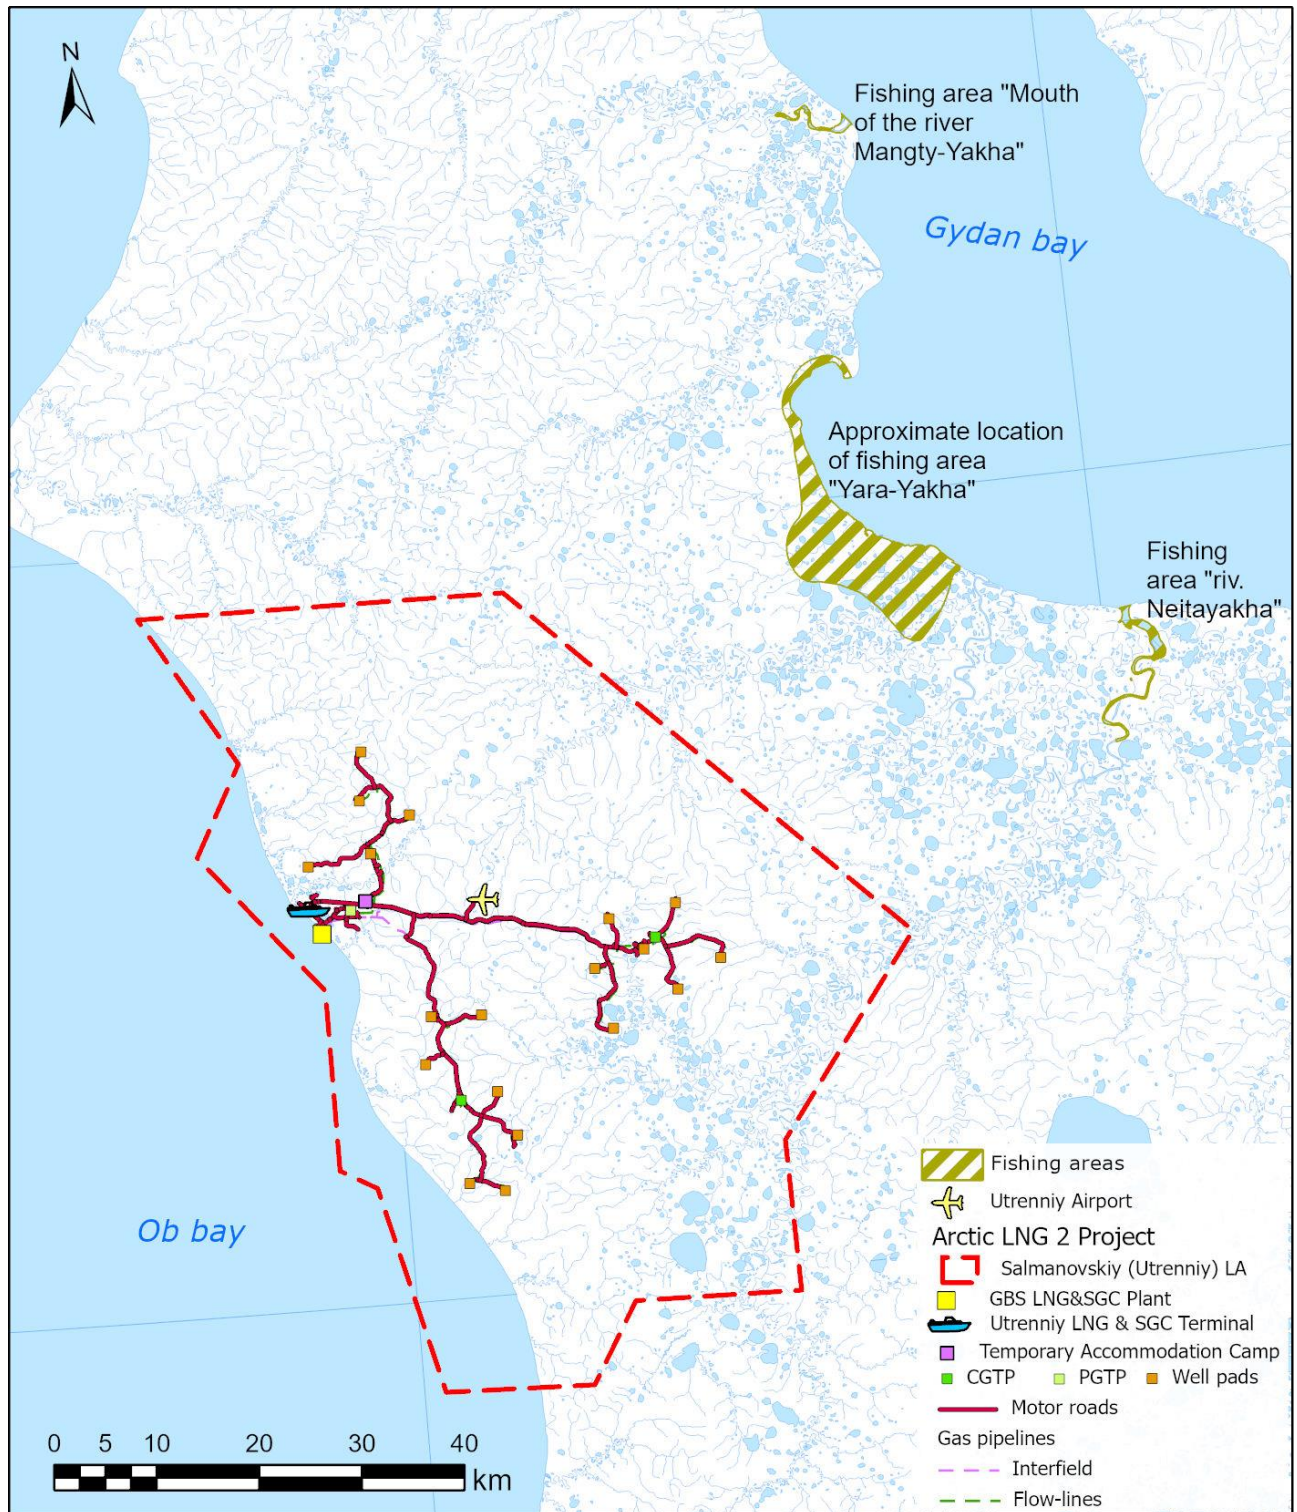 N
Fishing area "Mouth
of the river
Mangty-Yakha"
Gydan bay
Approximate location
of fishing area
"Yara-Yakha"
Fishing
area "riv.
Neitayakha"
Ob bay
Fishing areas
Utrenniy Airport
Arctic LNG 2 Project
Salmanovskiy (Utrenniy) LA
GBS LNG&SGC Plant
Utrenniy LNG & SGC Terminal
Temporary Accommodation Camp
CGTP PGTP Well pads
Motor roads
Gas pipelines
Interfield
Flow-lines
0 5 10 20 30 40
km